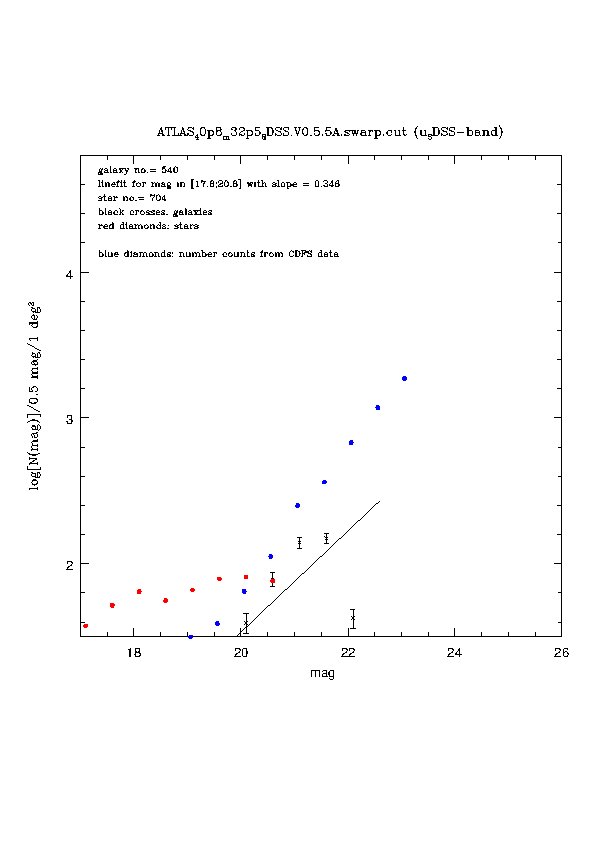 ATLAS40p8m32p5qDSS.V0.5.5A.swarp.cut (usDSS-band)
galaxy no.= 540
linefit for mag in [17.8;20.8] with slope = 0.346
star no.= 704
black crosses: galaxies
red diamonds: stars
blue diamonds: number counts from CDFS data
log[N(mag)]/0.5 mag/1 deg²
4
3
2
18 20 22 24 26
mag